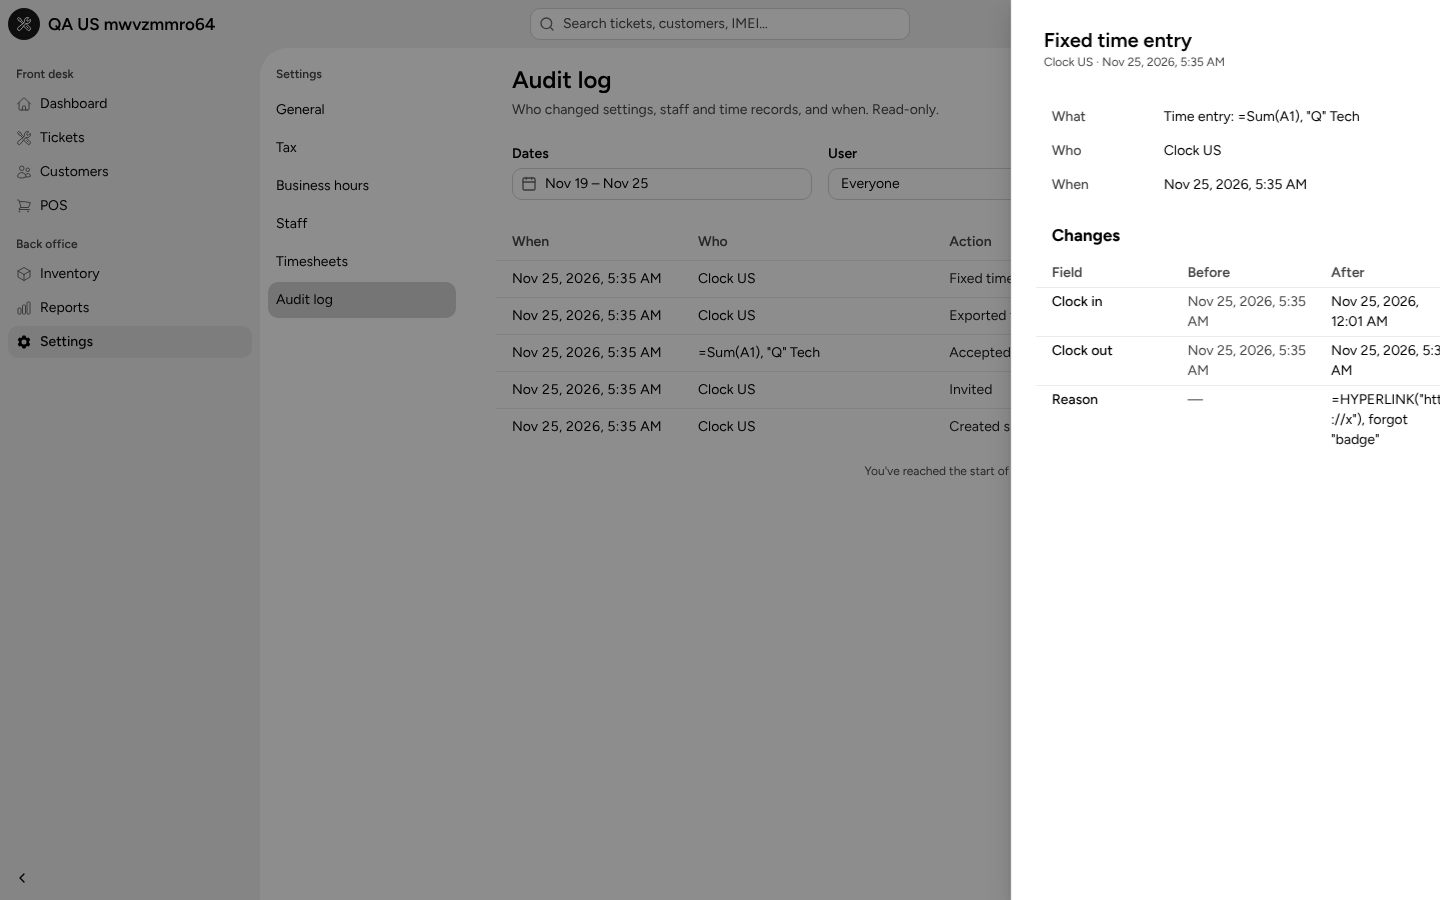 QA US mwvzmmro64
Search tickets, customers, IMEI...
Front desk
Dashboard
Tickets
Customers
POS
Back office
Inventory
Reports
Settings
Settings
General
Tax
Business hours
Staff
Timesheets
Audit log
Audit log
Who changed settings, staff and time records, and when. Read-only.
Dates
User
Nov 19 – Nov 25
Everyone
When Who Action
Nov 25, 2026, 5:35 AM Clock US Fixed time
Nov 25, 2026, 5:35 AM Clock US Exported
Nov 25, 2026, 5:35 AM =Sum(A1), "Q" Tech Accepted
Nov 25, 2026, 5:35 AM Clock US Invited
Nov 25, 2026, 5:35 AM Clock US Created s
You've reached the start of
Fixed time entry
Clock US · Nov 25, 2026, 5:35 AM
What Time entry: =Sum(A1), "Q" Tech
Who Clock US
When Nov 25, 2026, 5:35 AM
Changes
Field Before After
Clock in Nov 25, 2026, 5:35 Nov 25, 2026,
AM 12:01 AM
Clock out Nov 25, 2026, 5:35 Nov 25, 2026, 5:3
AM AM
Reason — =HYPERLINK("htt
://x"), forgot
"badge"